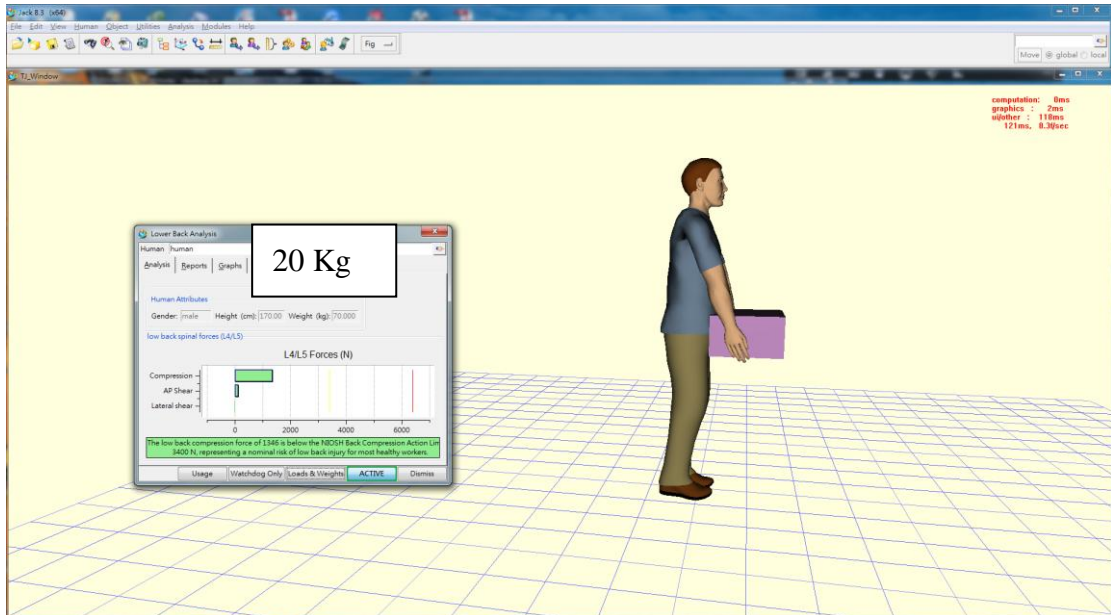 Jack 8.3 (x64)
File Edit View Human Object Utilities Analysis Modules Help
Fig
Move global local
TJ_Window
computation: 0ms
graphics : 2ms
ui/other : 118ms
121ms, 8.3f/sec
Lower Back Analysis
Human human
Analysis Reports Graphs
20 Kg
Human Attributes
Gender: male Height (cm): 170.00 Weight (kg): 70.000
low back spinal forces (L4/L5)
L4/L5 Forces (N)
Compression
AP Shear
Lateral shear
0 2000 4000 6000
The low back compression force of 1346 is below the NIOSH Back Compression Action Lim
3400 N, representing a nominal risk of low back injury for most healthy workers.
Usage Watchdog Only Loads & Weights ACTIVE Dismiss